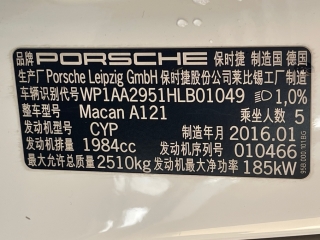 品牌 PORSCHE 保时捷 制造国 德国
生产厂 Porsche Leipzig GmbH 保时捷股份公司莱比锡工厂制造
车辆识别代号 WP1AA2951HLB01049 1,0%
整车型号 Macan A121 乘坐人数 5
发动机型号 CYP 制造年月 2016.01
发动机排量 1984cc 发动机序列号 010466
最大允许总质量 2510kg 发动机最大净功率 185kW
958 000 101 BG